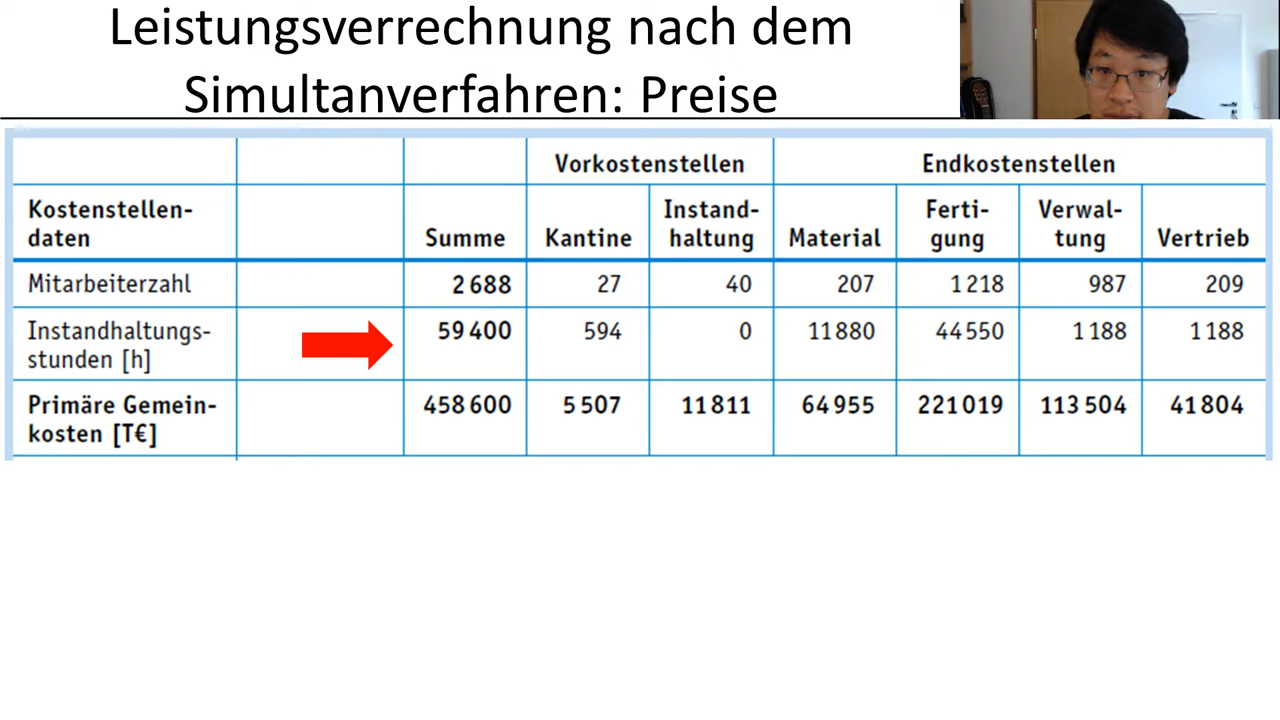 Leistungsverrechnung nach dem
Simultanverfahren: Preise
Vorkostenstellen Endkostenstellen
Kostenstellen-
daten Summe Kantine Instand-
haltung Material Ferti-
gung Verwal-
tung Vertrieb
Mitarbeiterzahl 2 688 27 40 207 1 218 987 209
Instandhaltungs-
stunden [h] 59 400 594 0 11 880 44 550 1 188 1 188
Primäre Gemein-
kosten [T€] 458 600 5 507 11 811 64 955 221 019 113 504 41 804